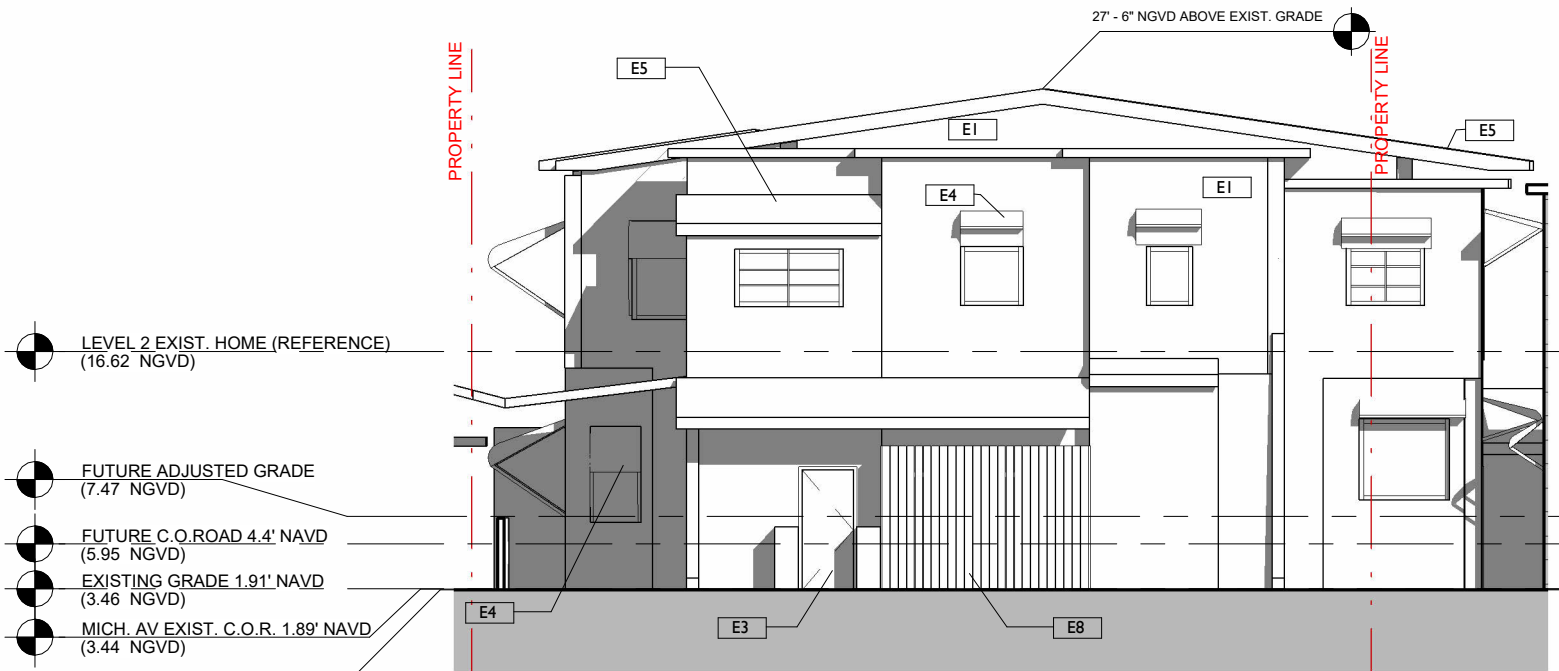 27' - 6" NGVD ABOVE EXIST. GRADE
PROPERTY LINE
PROPERTY LINE
E5
E1
E5
E4
E1
LEVEL 2 EXIST. HOME (REFERENCE)
(16.62 NGVD)
FUTURE ADJUSTED GRADE
(7.47 NGVD)
FUTURE C.O.ROAD 4.4' NAVD
(5.95 NGVD)
EXISTING GRADE 1.91' NAVD
(3.46 NGVD)
MICH. AV EXIST. C.O.R. 1.89' NAVD
(3.44 NGVD)
E4
E3
E8